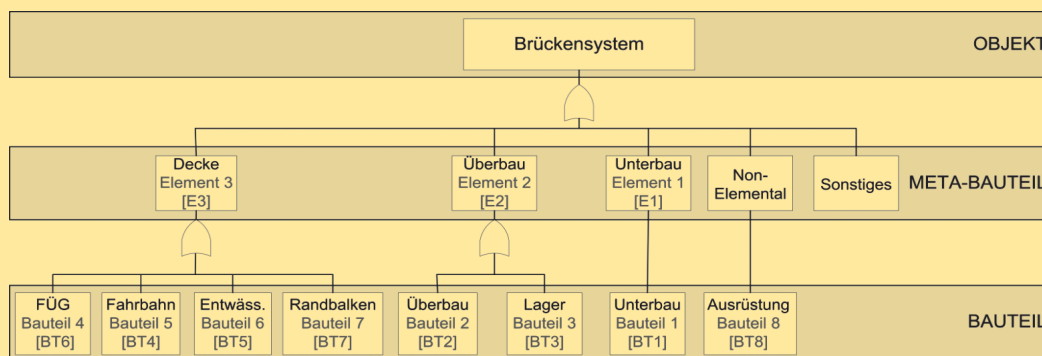 Brückensystem
OBJEKT
Decke
Element 3
[E3]
Überbau
Element 2
[E2]
Unterbau
Element 1
[E1]
Non-
Elemental
Sonstiges
META-BAUTEIL
FÜG
Bauteil 4
[BT6]
Fahrbahn
Bauteil 5
[BT4]
Entwäss.
Bauteil 6
[BT5]
Randbalken
Bauteil 7
[BT7]
Überbau
Bauteil 2
[BT2]
Lager
Bauteil 3
[BT3]
Unterbau
Bauteil 1
[BT1]
Ausrüstung
Bauteil 8
[BT8]
BAUTEIL